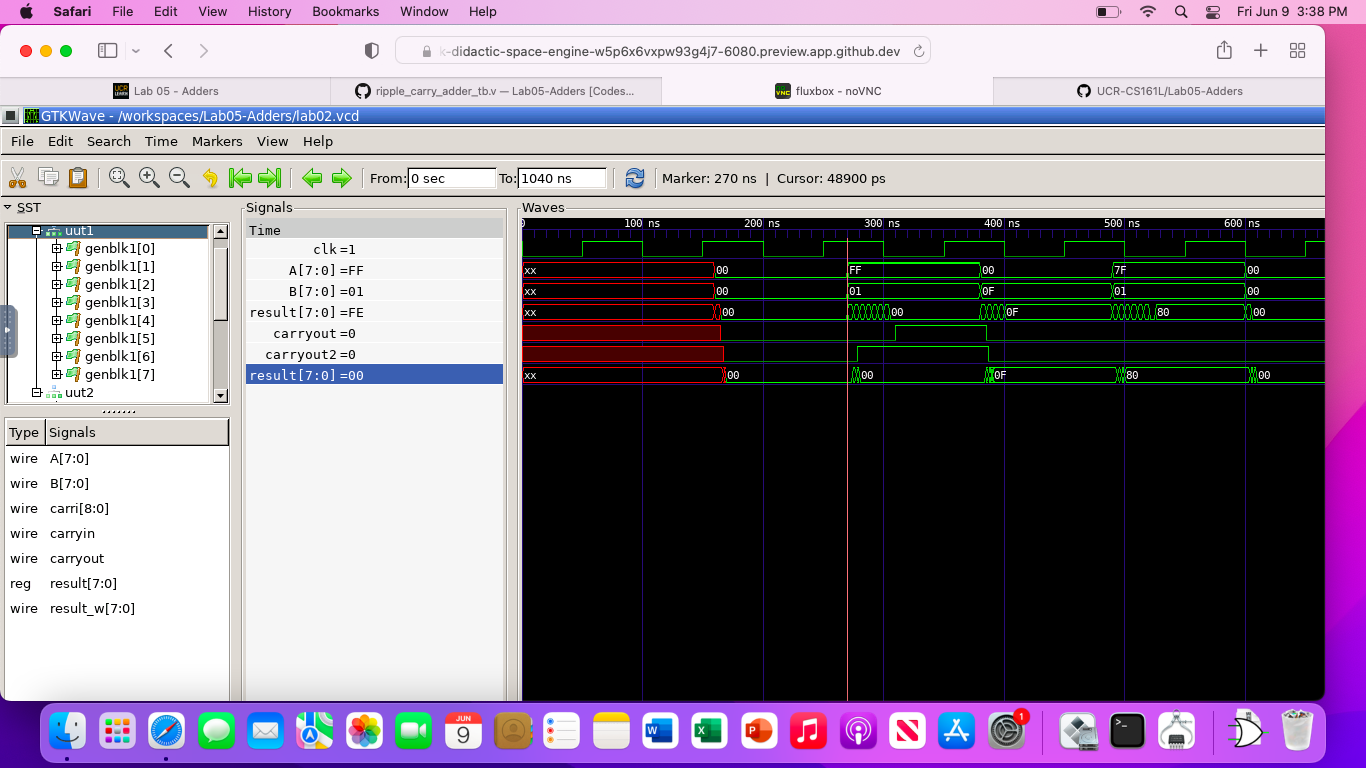 Safari File Edit View History Bookmarks Window Help Fri Jun 9 3:38 PM
k-didactic-space-engine-w5p6x6vxpw93g4j7-6080.preview.app.github.dev
Lab 05 - Adders ripple_carry_adder_tb.v — Lab05-Adders [Codes... fluxbox - noVNC UCR-CS161L/Lab05-Adders
GTKWave - /workspaces/Lab05-Adders/lab02.vcd
File Edit Search Time Markers View Help
From: 0 sec To: 1040 ns Marker: 270 ns | Cursor: 48900 ps
SST
uut1
genblk1[0]
genblk1[1]
genblk1[2]
genblk1[3]
genblk1[4]
genblk1[5]
genblk1[6]
genblk1[7]
uut2
Type Signals
wire A[7:0]
wire B[7:0]
wire carri[8:0]
wire carryin
wire carryout
reg result[7:0]
wire result_w[7:0]
Signals
Time
clk=1
A[7:0]=FF
B[7:0]=01
result[7:0]=FE
carryout=0
carryout2=0
result[7:0]=00
Waves
0 100 ns 200 ns 300 ns 400 ns 500 ns 600 ns
xx 00 FF 00 7F 00
xx 00 01 0F 01 00
xx 00 00 0F 80 00
xx 00 00 0F 80 00
JUN
9
1